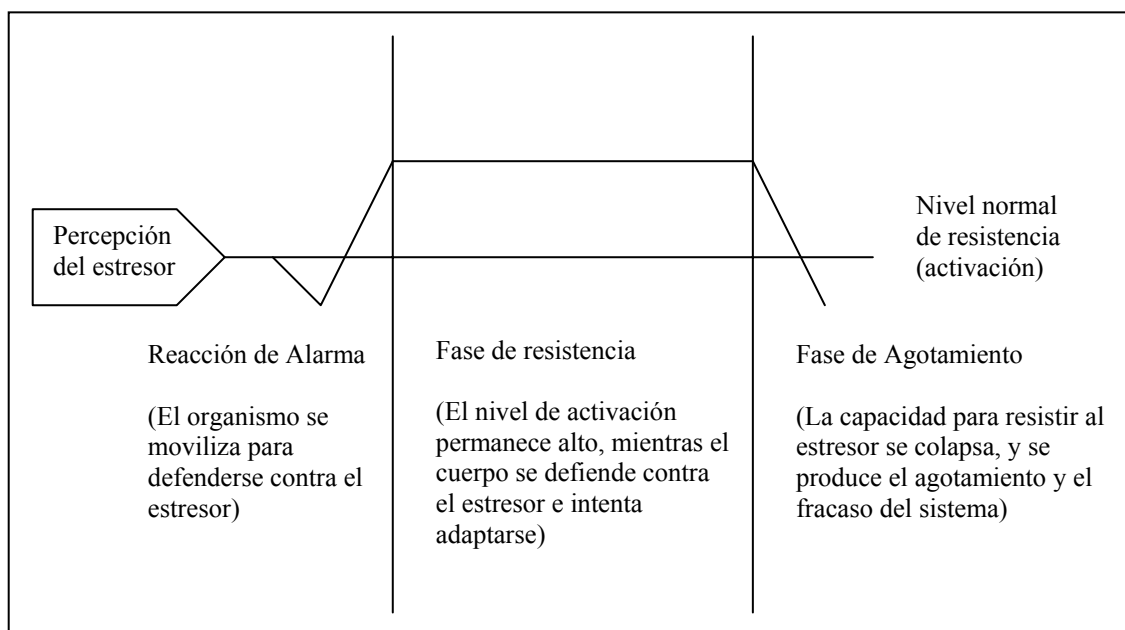 Percepción
del estresor
Nivel normal
de resistencia
(activación)
Reacción de Alarma
(El organismo se
moviliza para
defenderse contra el
estresor)
Fase de resistencia
(El nivel de activación
permanece alto, mientras el
cuerpo se defiende contra
el estresor e intenta
adaptarse)
Fase de Agotamiento
(La capacidad para resistir al
estresor se colapsa, y se
produce el agotamiento y el
fracaso del sistema)